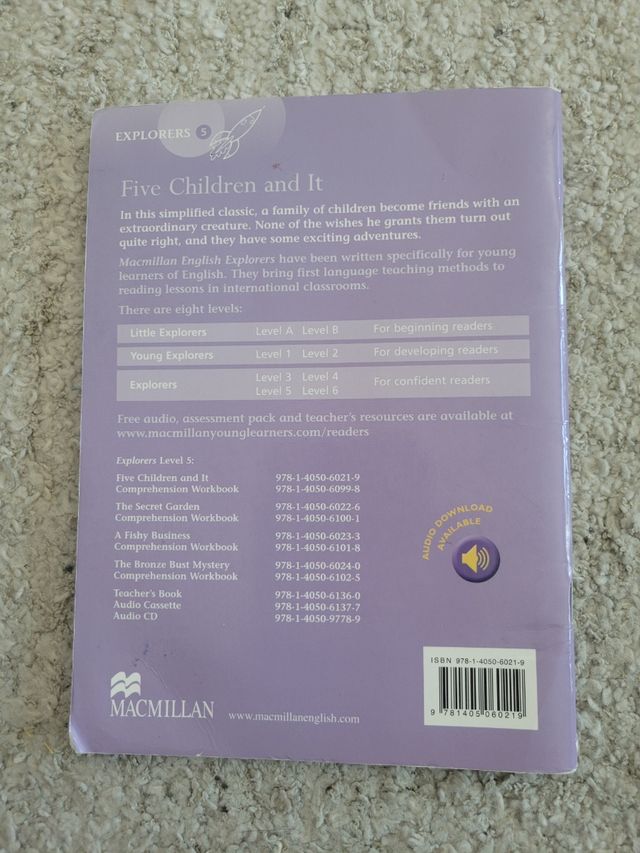 EXPLORERS 5
Five Children and It
In this simplified classic, a family of children become friends with an
extraordinary creature. None of the wishes he grants them turn out
quite right, and they have some exciting adventures.
Macmillan English Explorers have been written specifically for young
learners of English. They bring first language teaching methods to
reading lessons in international classrooms.
There are eight levels:
Little Explorers Level A Level B For beginning readers
Young Explorers Level 1 Level 2 For developing readers
Explorers Level 3 Level 4 For confident readers
Level 5 Level 6
Free audio, assessment pack and teacher's resources are available at
www.macmillanyounglearners.com/readers
Explorers Level 5:
Five Children and It 978-1-4050-6021-9
Comprehension Workbook 978-1-4050-6099-8
The Secret Garden 978-1-4050-6022-6
Comprehension Workbook 978-1-4050-6100-1
A Fishy Business 978-1-4050-6023-3
Comprehension Workbook 978-1-4050-6101-8
The Bronze Bust Mystery 978-1-4050-6024-0
Comprehension Workbook 978-1-4050-6102-5
Teacher's Book 978-1-4050-6136-0
Audio Cassette 978-1-4050-6137-7
Audio CD 978-1-4050-9778-9
AUDIO DOWNLOAD
AVAILABLE
ISBN 978-1-4050-6021-9
9 781405 060219
MACMILLAN
www.macmillanenglish.com